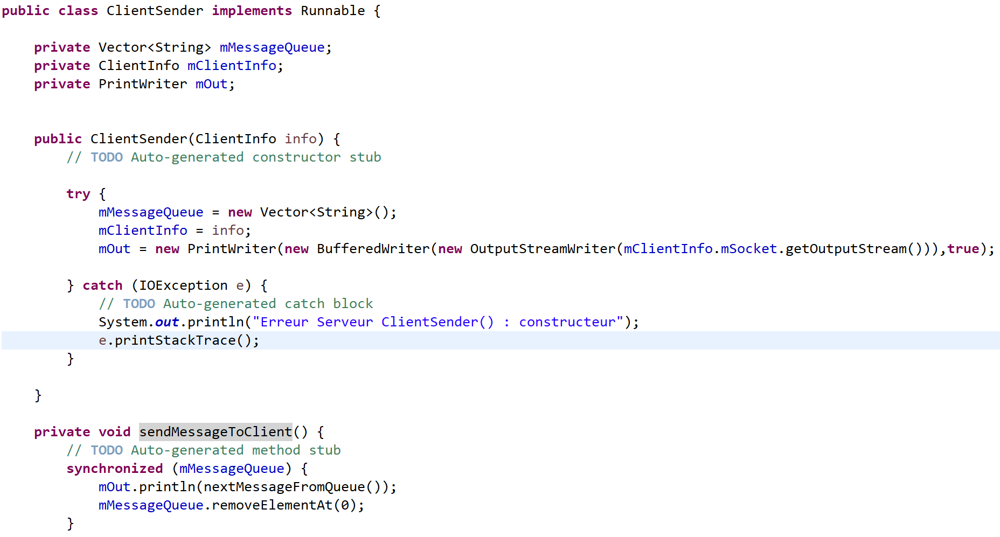 public class ClientSender implements Runnable {
private Vector<String> mMessageQueue;
private ClientInfo mClientInfo;
private PrintWriter mOut;
public ClientSender(ClientInfo info) {
// TODO Auto-generated constructor stub
try {
mMessageQueue = new Vector<String>();
mClientInfo = info;
mOut = new PrintWriter(new BufferedWriter(new OutputStreamWriter(mClientInfo.mSocket.getOutputStream())),true);
} catch (IOException e) {
// TODO Auto-generated catch block
System.out.println("Erreur Serveur ClientSender() : constructeur");
e.printStackTrace();
}
}
private void sendMessageToClient() {
// TODO Auto-generated method stub
synchronized (mMessageQueue) {
mOut.println(nextMessageFromQueue());
mMessageQueue.removeElementAt(0);
}